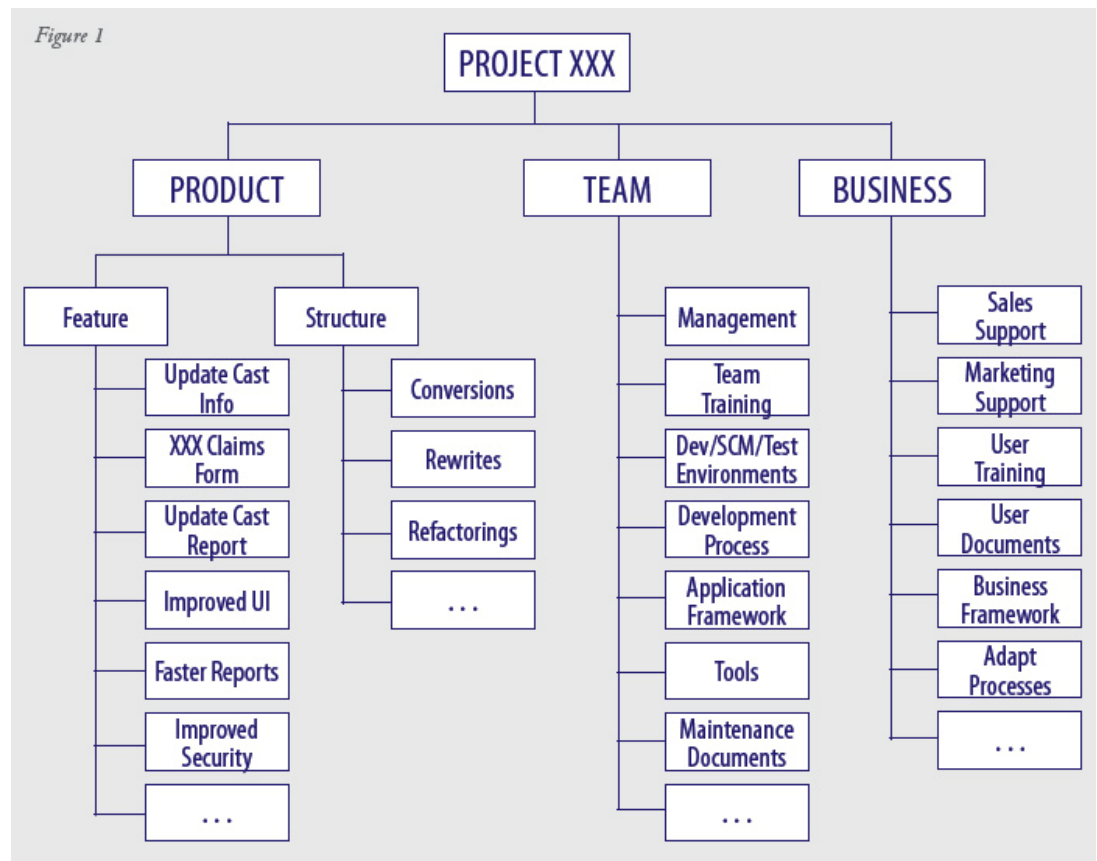 Figure 1
PROJECT XXX
PRODUCT
TEAM
BUSINESS
Feature
Structure
Update Cast
Info
XXX Claims
Form
Update Cast
Report
Improved UI
Faster Reports
Improved
Security
...
Conversions
Rewrites
Refactorings
...
Management
Team
Training
Dev/SCM/Test
Environments
Development
Process
Application
Framework
Tools
Maintenance
Documents
...
Sales
Support
Marketing
Support
User
Training
User
Documents
Business
Framework
Adapt
Processes
...